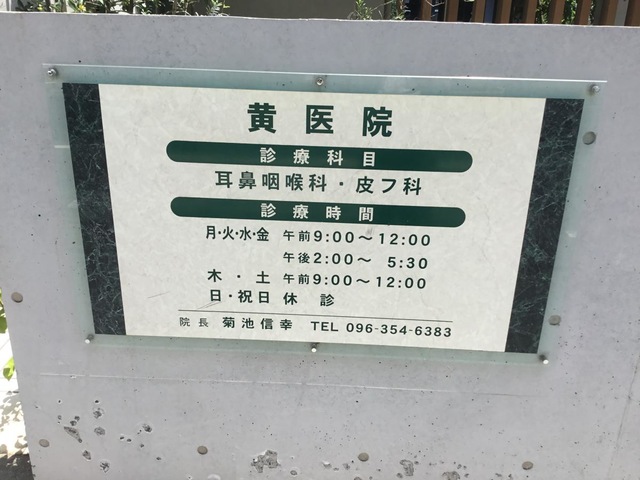 黄医院
診療科目
耳鼻咽喉科・皮フ科
診療時間
月・火・水・金 午前9:00～12:00
午後2:00～ 5:30
木・土 午前9:00～12:00
日・祝日 休 診
院長 菊池信幸 TEL 096-354-6383